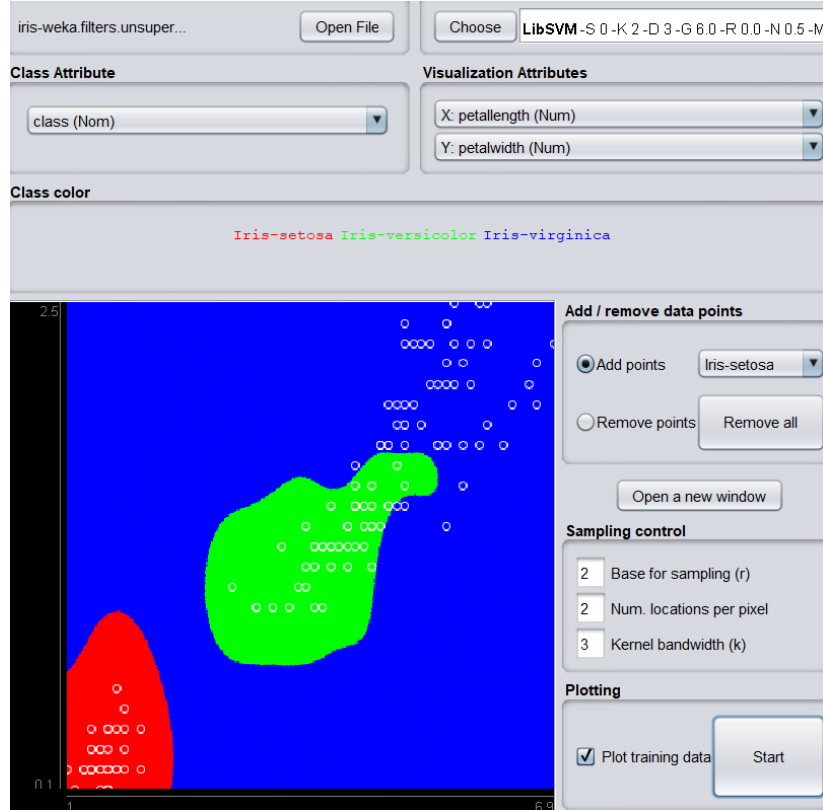 iris-weka.filters.unsuper... Open File Choose LibSVM -S 0 -K 2 -D 3 -G 6.0 -R 0.0 -N 0.5 -M
Class Attribute Visualization Attributes
class (Nom) X: petallength (Num)
Y: petalwidth (Num)
Class color
Iris-setosa Iris-versicolor Iris-virginica
2.5 Add / remove data points
Add points Iris-setosa
Remove points Remove all
Open a new window
Sampling control
2 Base for sampling (r)
2 Num. locations per pixel
3 Kernel bandwidth (k)
Plotting
Plot training data Start
0.1
1 6.9